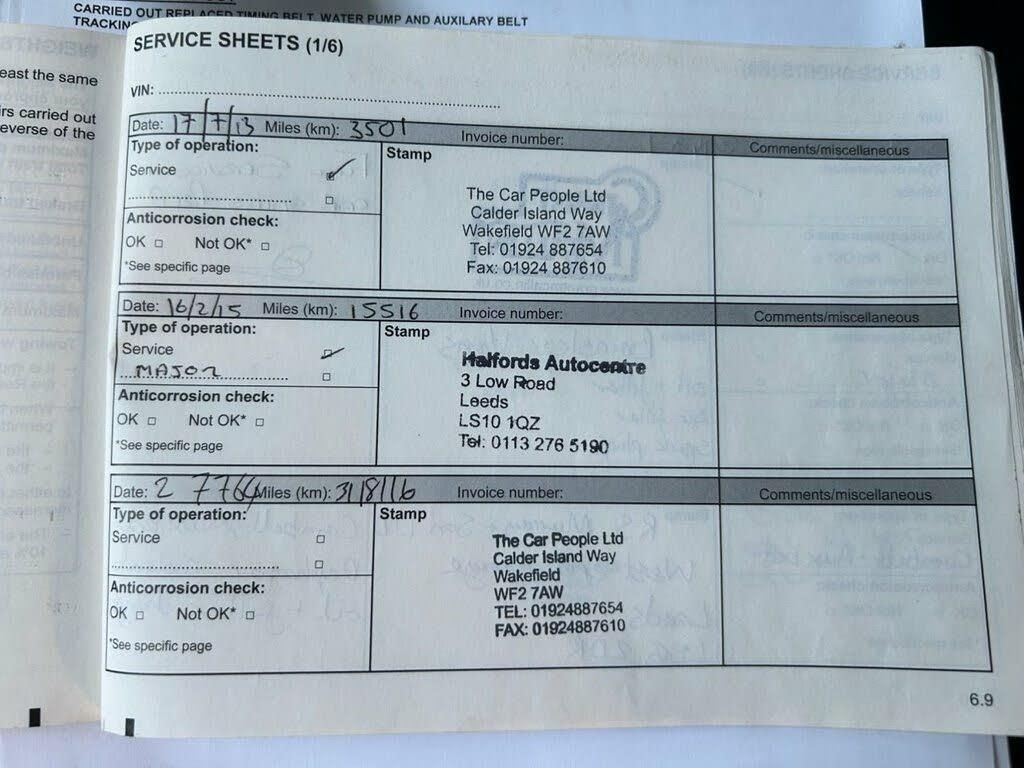 CARRIED OUT REPLACED TIMING BELT, WATER PUMP AND AUXILARY BELT
TRACKIN
east the same
irs carried out
everse of the
SERVICE SHEETS (1/6)
VIN:
Date: 17/7/13 Miles (km): 3501 Invoice number: Comments/miscellaneous
Type of operation:
Service
Stamp
The Car People Ltd
Calder Island Way
Wakefield WF2 7AW
Tel: 01924 887654
Fax: 01924 887610
Anticorrosion check:
OK Not OK*
*See specific page
Date: 16/2/15 Miles (km): 15516 Invoice number: Comments/miscellaneous
Type of operation:
Service
MAJOR
Stamp
Halfords Autocentre
3 Low Road
Leeds
LS10 1QZ
Tel: 0113 276 5190
Anticorrosion check:
OK Not OK*
*See specific page
Date: 27764 Miles (km): 31/8/16 Invoice number: Comments/miscellaneous
Type of operation:
Service
Stamp
The Car People Ltd
Calder Island Way
Wakefield
WF2 7AW
TEL: 01924887654
FAX: 01924887610
Anticorrosion check:
OK Not OK*
*See specific page
6.9